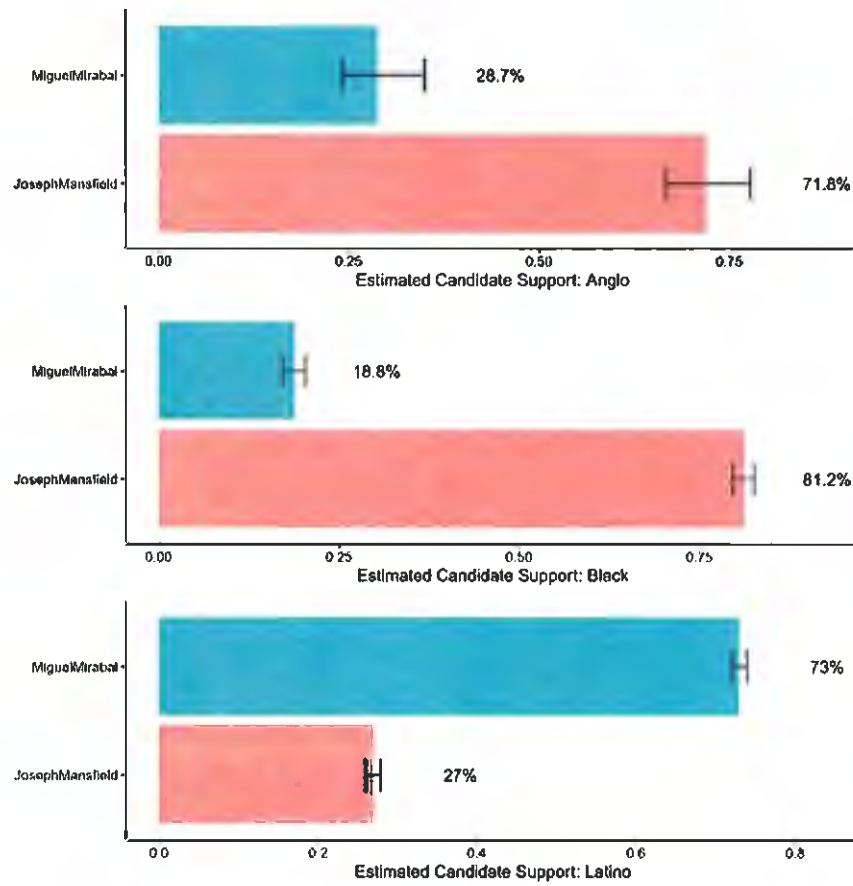 MiguelMirabal
28.7%
JosephMansfield
71.8%
0.00 0.25 0.50 0.75
Estimated Candidate Support: Anglo
MiguelMirabal
18.8%
JosephMansfield
81.2%
0.00 0.25 0.50 0.75
Estimated Candidate Support: Black
MiguelMirabal
73%
JosephMansfield
27%
0.0 0.2 0.4 0.6 0.8
Estimated Candidate Support: Latino